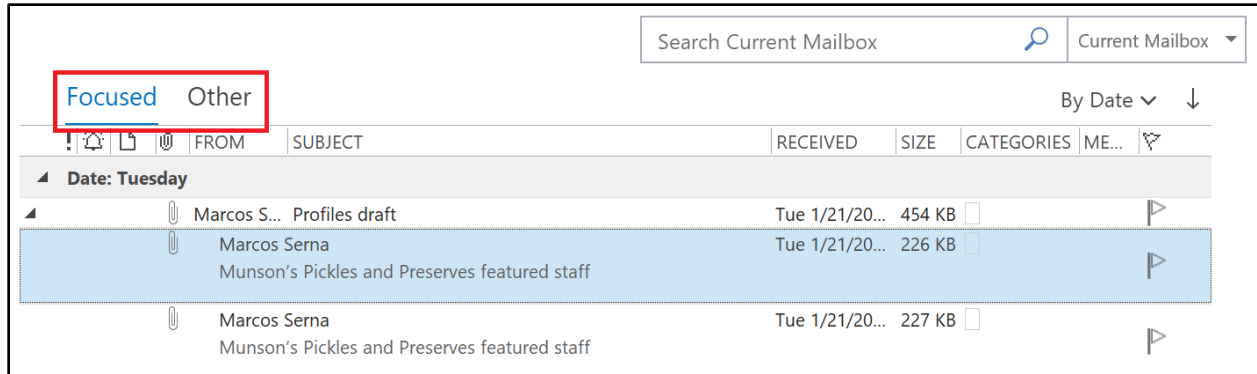 Search Current Mailbox Current Mailbox
Focused Other By Date
! FROM SUBJECT RECEIVED SIZE CATEGORIES ME...
Date: Tuesday
Marcos S... Profiles draft Tue 1/21/20... 454 KB
Marcos Serna Tue 1/21/20... 226 KB
Munson's Pickles and Preserves featured staff
Marcos Serna Tue 1/21/20... 227 KB
Munson's Pickles and Preserves featured staff